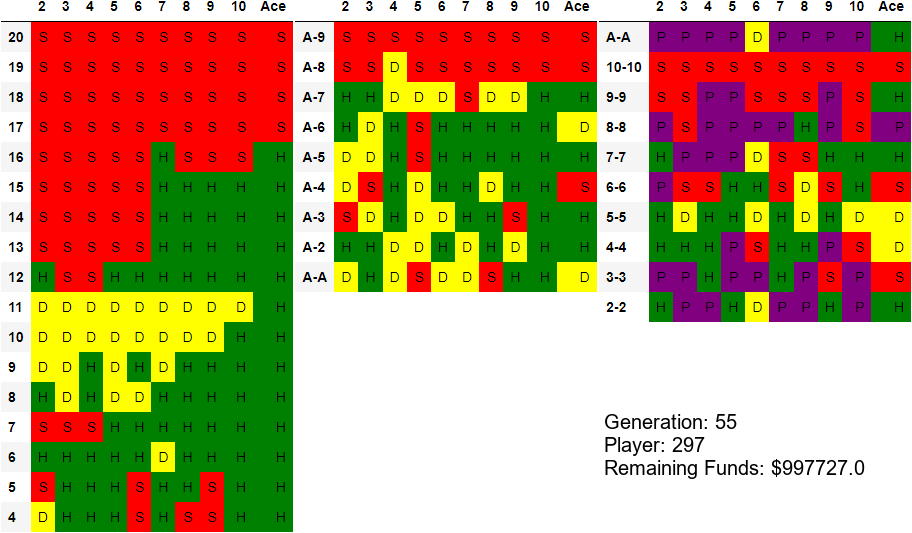 2 3 4 5 6 7 8 9 10 Ace
20 S S S S S S S S S S
19 S S S S S S S S S S
18 S S S S S S S S S S
17 S S S S S S S S S S
16 S S S S S H S S S H
15 S S S S S H H H H H
14 S S S S S H H H H H
13 S S S S S H H H H H
12 H S S H H H H H H H
11 D D D D D D D D D H
10 D D D D D D D D H H
9 D D H D H D H H H H
8 H D H D D H H H H H
7 S S S H H H H H H H
6 H H H H H D H H H H
5 S H H H S H H S H H
4 D H H H S H S S H H
2 3 4 5 6 7 8 9 10 Ace
A-9 S S S S S S S S S S
A-8 S S D S S S S S S S
A-7 H H D D D S D D H H
A-6 H D H S H H H H H D
A-5 D D H S H H H H H H
A-4 D S H D H H D H H S
A-3 S D H D D H H S H H
A-2 H H D D H D H D H H
A-A D H D S D D S H H D
2 3 4 5 6 7 8 9 10 Ace
A-A P P P P D P P P P H
10-10 S S S S S S S S S S
9-9 S S P P S S S P S H
8-8 P S P P P P H P S P
7-7 H P P P D S S H H H
6-6 P S S H H S D S H S
5-5 H D H H D H D H D D
4-4 H H H P S H H P S D
3-3 P P H P P H P S P S
2-2 H P P H D P P H P H
Generation: 55
Player: 297
Remaining Funds: $997727.0